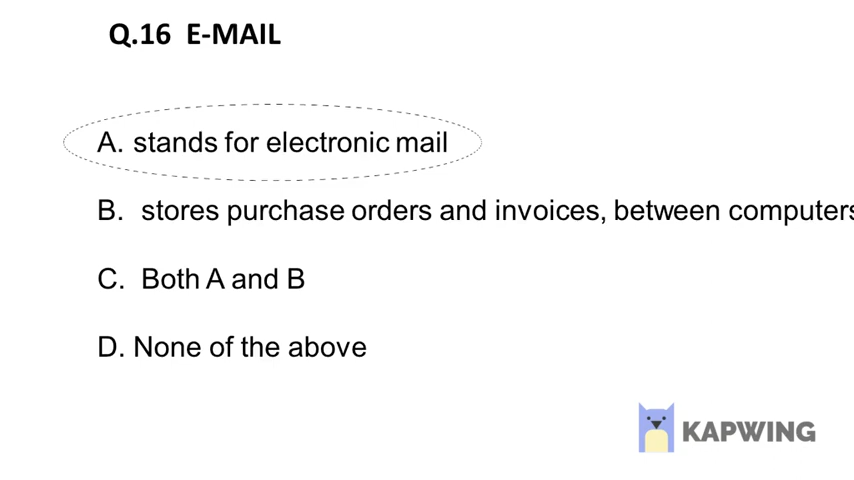 Q.16 E-MAIL
A. stands for electronic mail
B. stores purchase orders and invoices, between computers
C. Both A and B
D. None of the above
KAPWING